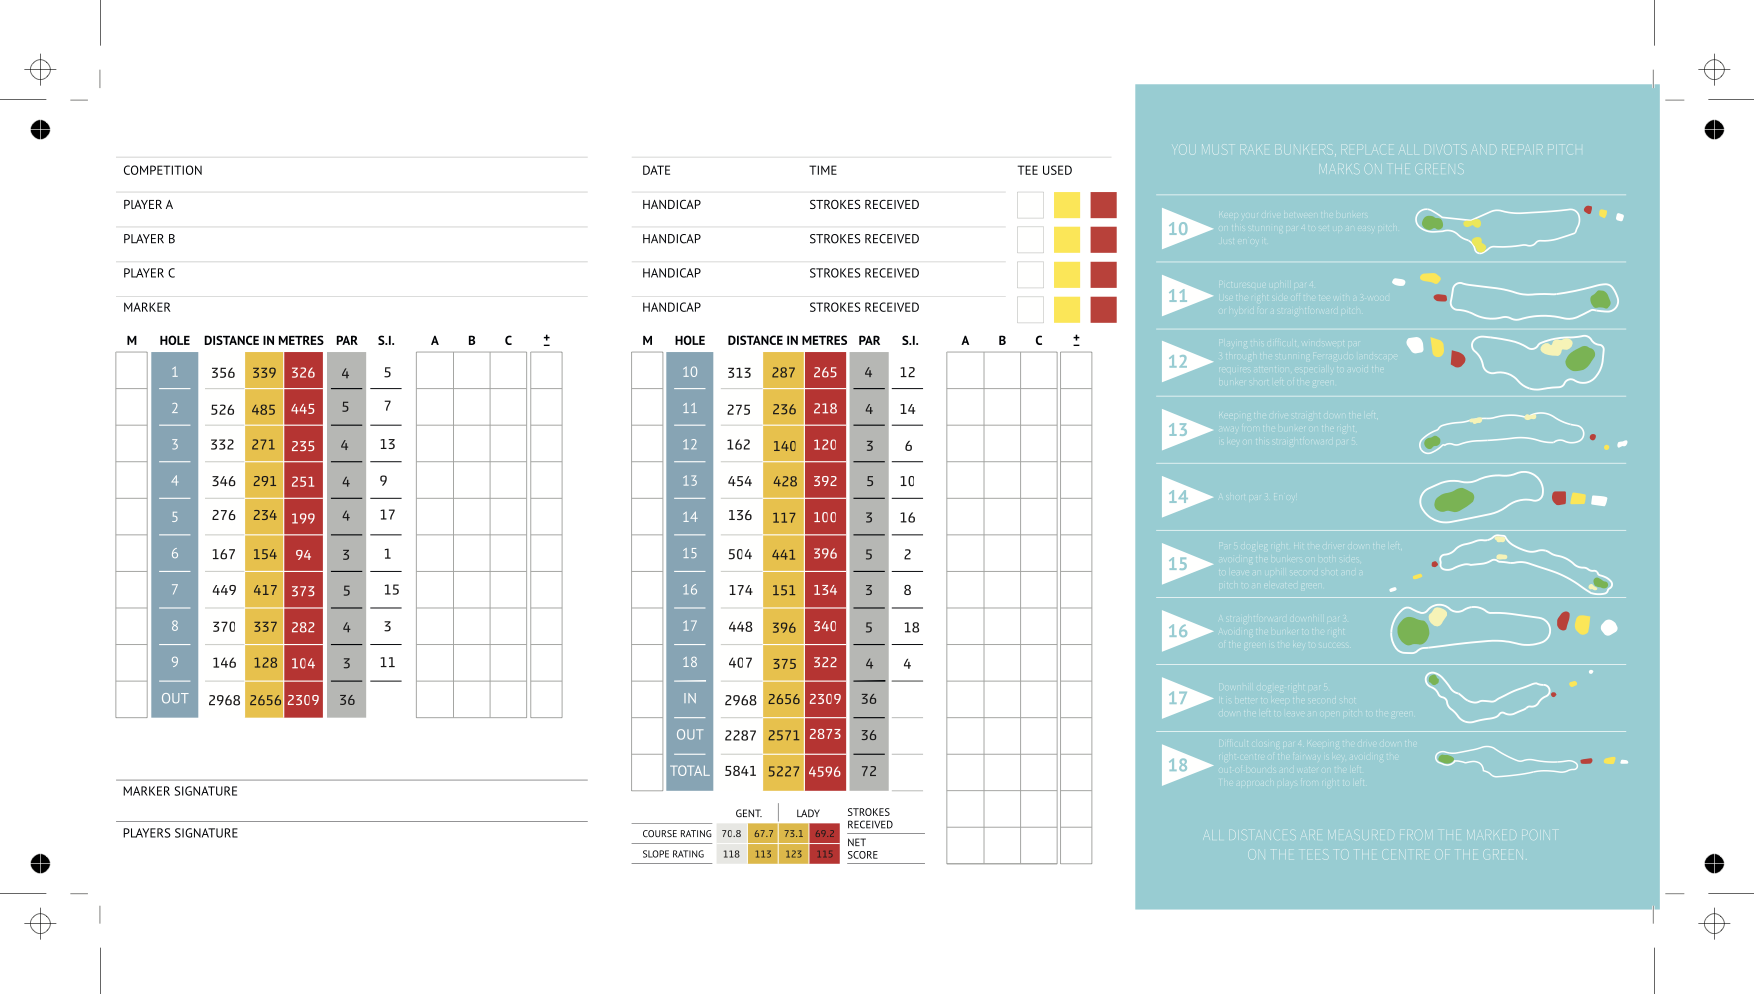 COMPETITION
PLAYER A
PLAYER B
PLAYER C
MARKER
M HOLE DISTANCE IN METRES PAR S.I. A B C ±
1 356 339 326 4 5
2 526 485 445 5 7
3 332 271 235 4 13
4 346 291 251 4 9
5 276 234 199 4 17
6 167 154 94 3 1
7 449 417 373 5 15
8 370 337 282 4 3
9 146 128 104 3 11
OUT 2968 2656 2309 36
MARKER SIGNATURE
PLAYERS SIGNATURE
DATE TIME TEE USED
HANDICAP STROKES RECEIVED
HANDICAP STROKES RECEIVED
HANDICAP STROKES RECEIVED
HANDICAP STROKES RECEIVED
M HOLE DISTANCE IN METRES PAR S.I. A B C ±
10 313 287 265 4 12
11 275 236 218 4 14
12 162 140 120 3 6
13 454 428 392 5 10
14 136 117 100 3 16
15 504 441 396 5 2
16 174 151 134 3 8
17 448 396 340 5 18
18 407 375 322 4 4
IN 2968 2656 2309 36
OUT 2287 2571 2873 36
TOTAL 5841 5227 4596 72
GENT. LADY
COURSE RATING 70.8 67.7 73.1 69.2
SLOPE RATING 118 113 123 115
STROKES
RECEIVED
NET
SCORE
YOU MUST RAKE BUNKERS, REPLACE ALL DIVOTS AND REPAIR PITCH
MARKS ON THE GREENS
10
Keep your drive between the bunkers
on this stunning par 4 to set up an easy pitch.
Just en oy it.
11
Picturesque uphill par 4.
Use the right side off the tee with a 3-wood
or hybrid for a straightforward pitch.
12
Playing this difficult, windswept par
3 through the stunning Ferragudo landscape
requires attention, especially to avoid the
bunker short left of the green.
13
Keeping the drive straight down the left,
away from the bunker on the right,
is key on this straightforward par 5.
14
A short par 3. En oy!
15
Par 5 dogleg right. Hit the driver down the left,
avoiding the bunkers on both sides,
to leave an uphill second shot and a
pitch to an elevated green.
16
A straightforward downhill par 3.
Avoiding the bunker to the right
of the green is the key to success.
17
Downhill dogleg-right par 5.
It is better to keep the second shot
down the left to leave an open pitch to the green.
18
Difficult closing par 4. Keeping the drive down the
right-centre of the fairway is key, avoiding the
out-of-bounds and water on the left.
The approach plays from right to left.
ALL DISTANCES ARE MEASURED FROM THE MARKED POINT
ON THE TEES TO THE CENTRE OF THE GREEN.